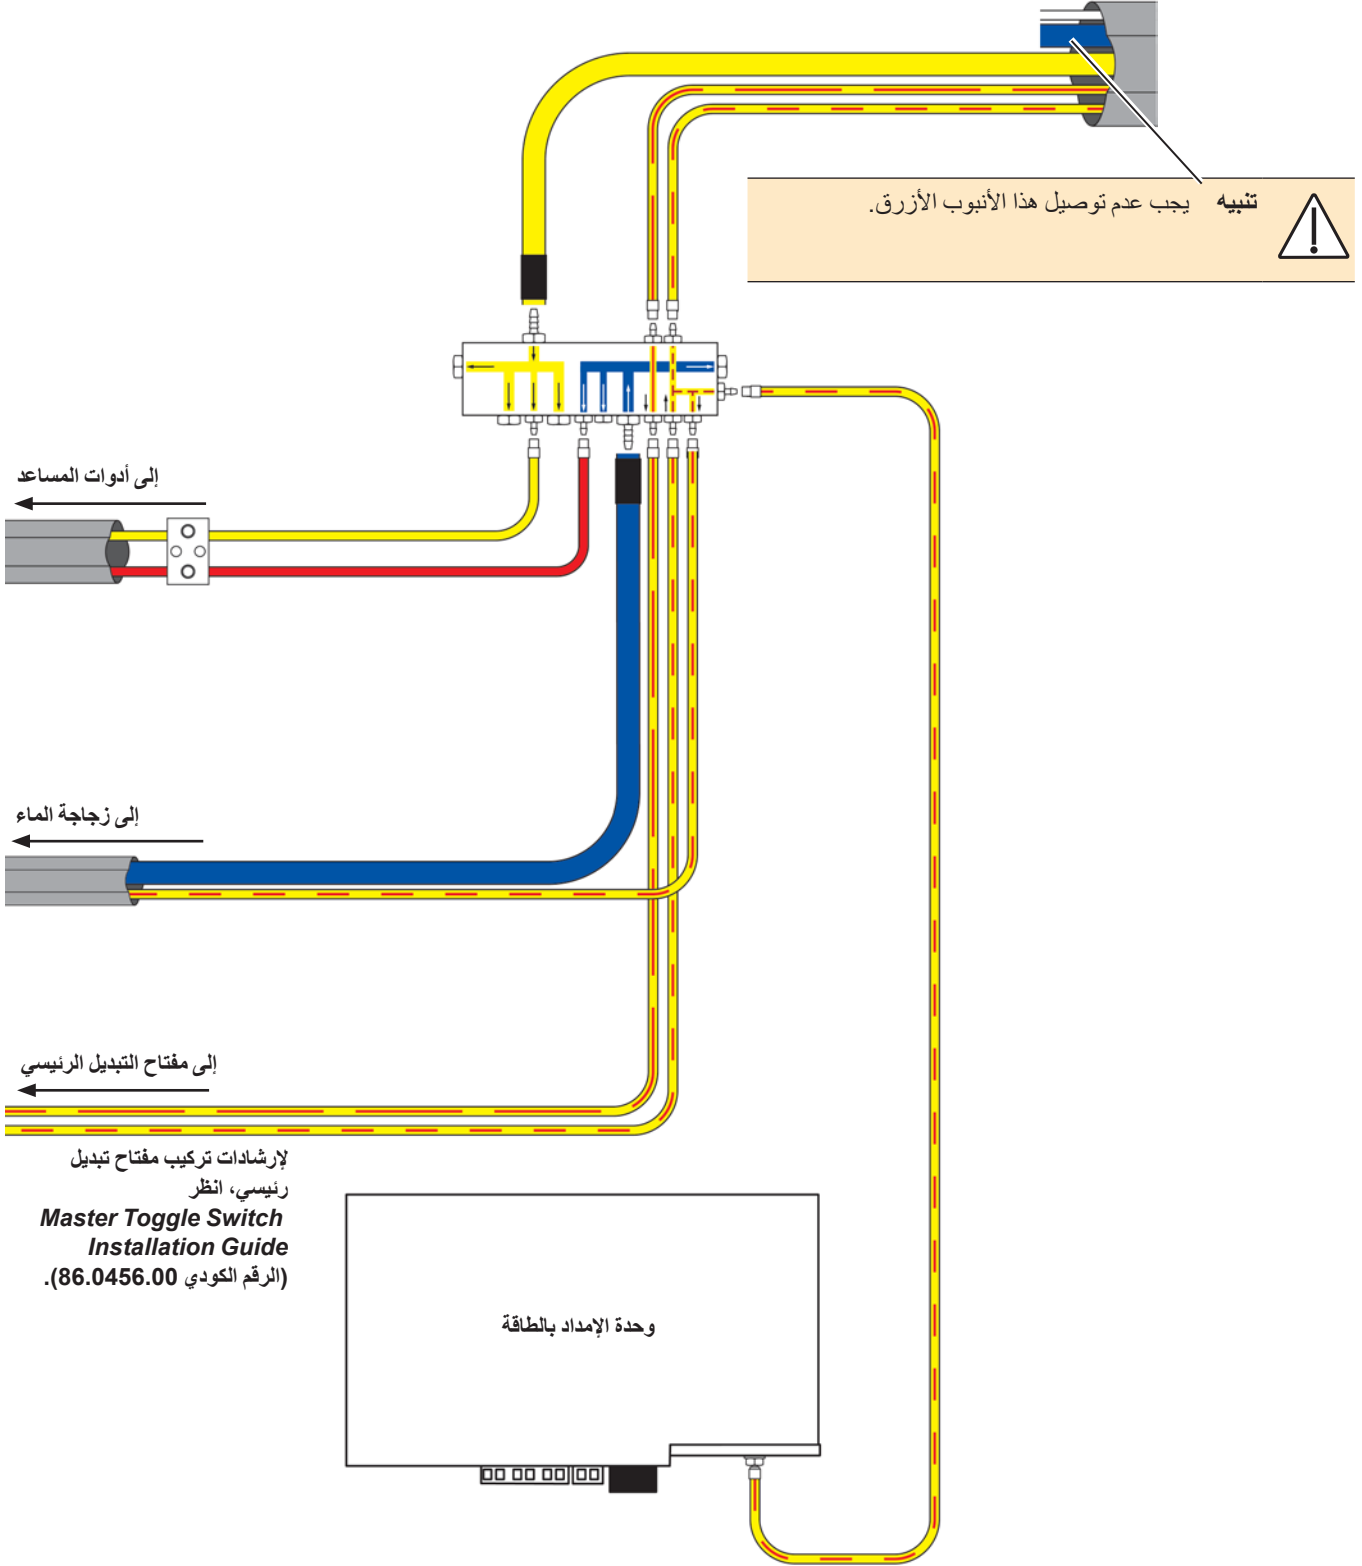 تنبيه يجب عدم توصيل هذا الأنبوب الأزرق.
إلى أدوات المساعد
إلى زجاجة الماء
إلى مفتاح التبديل الرئيسي
لإرشادات تركيب مفتاح تبديل
رئيسي، انظر
Master Toggle Switch
Installation Guide
(الرقم الكودي 86.0456.00).
وحدة الإمداد بالطاقة